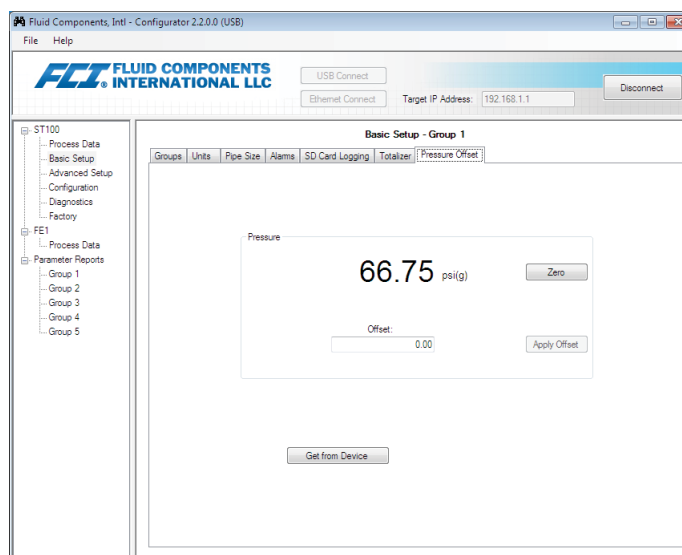 Fluid Components, Intl - Configurator 2.2.0.0 (USB)
File Help
FCI ® FLUID COMPONENTS
INTERNATIONAL LLC
USB Connect
Ethernet Connect
Target IP Address: 192.168.1.1
Disconnect
ST100
Process Data
Basic Setup
Advanced Setup
Configuration
Diagnostics
Factory
FE1
Process Data
Parameter Reports
Group 1
Group 2
Group 3
Group 4
Group 5
Basic Setup - Group 1
Groups Units Pipe Size Alarms SD Card Logging Totalizer Pressure Offset
Pressure
66.75 psi(g)
Zero
Offset:
0.00
Apply Offset
Get from Device